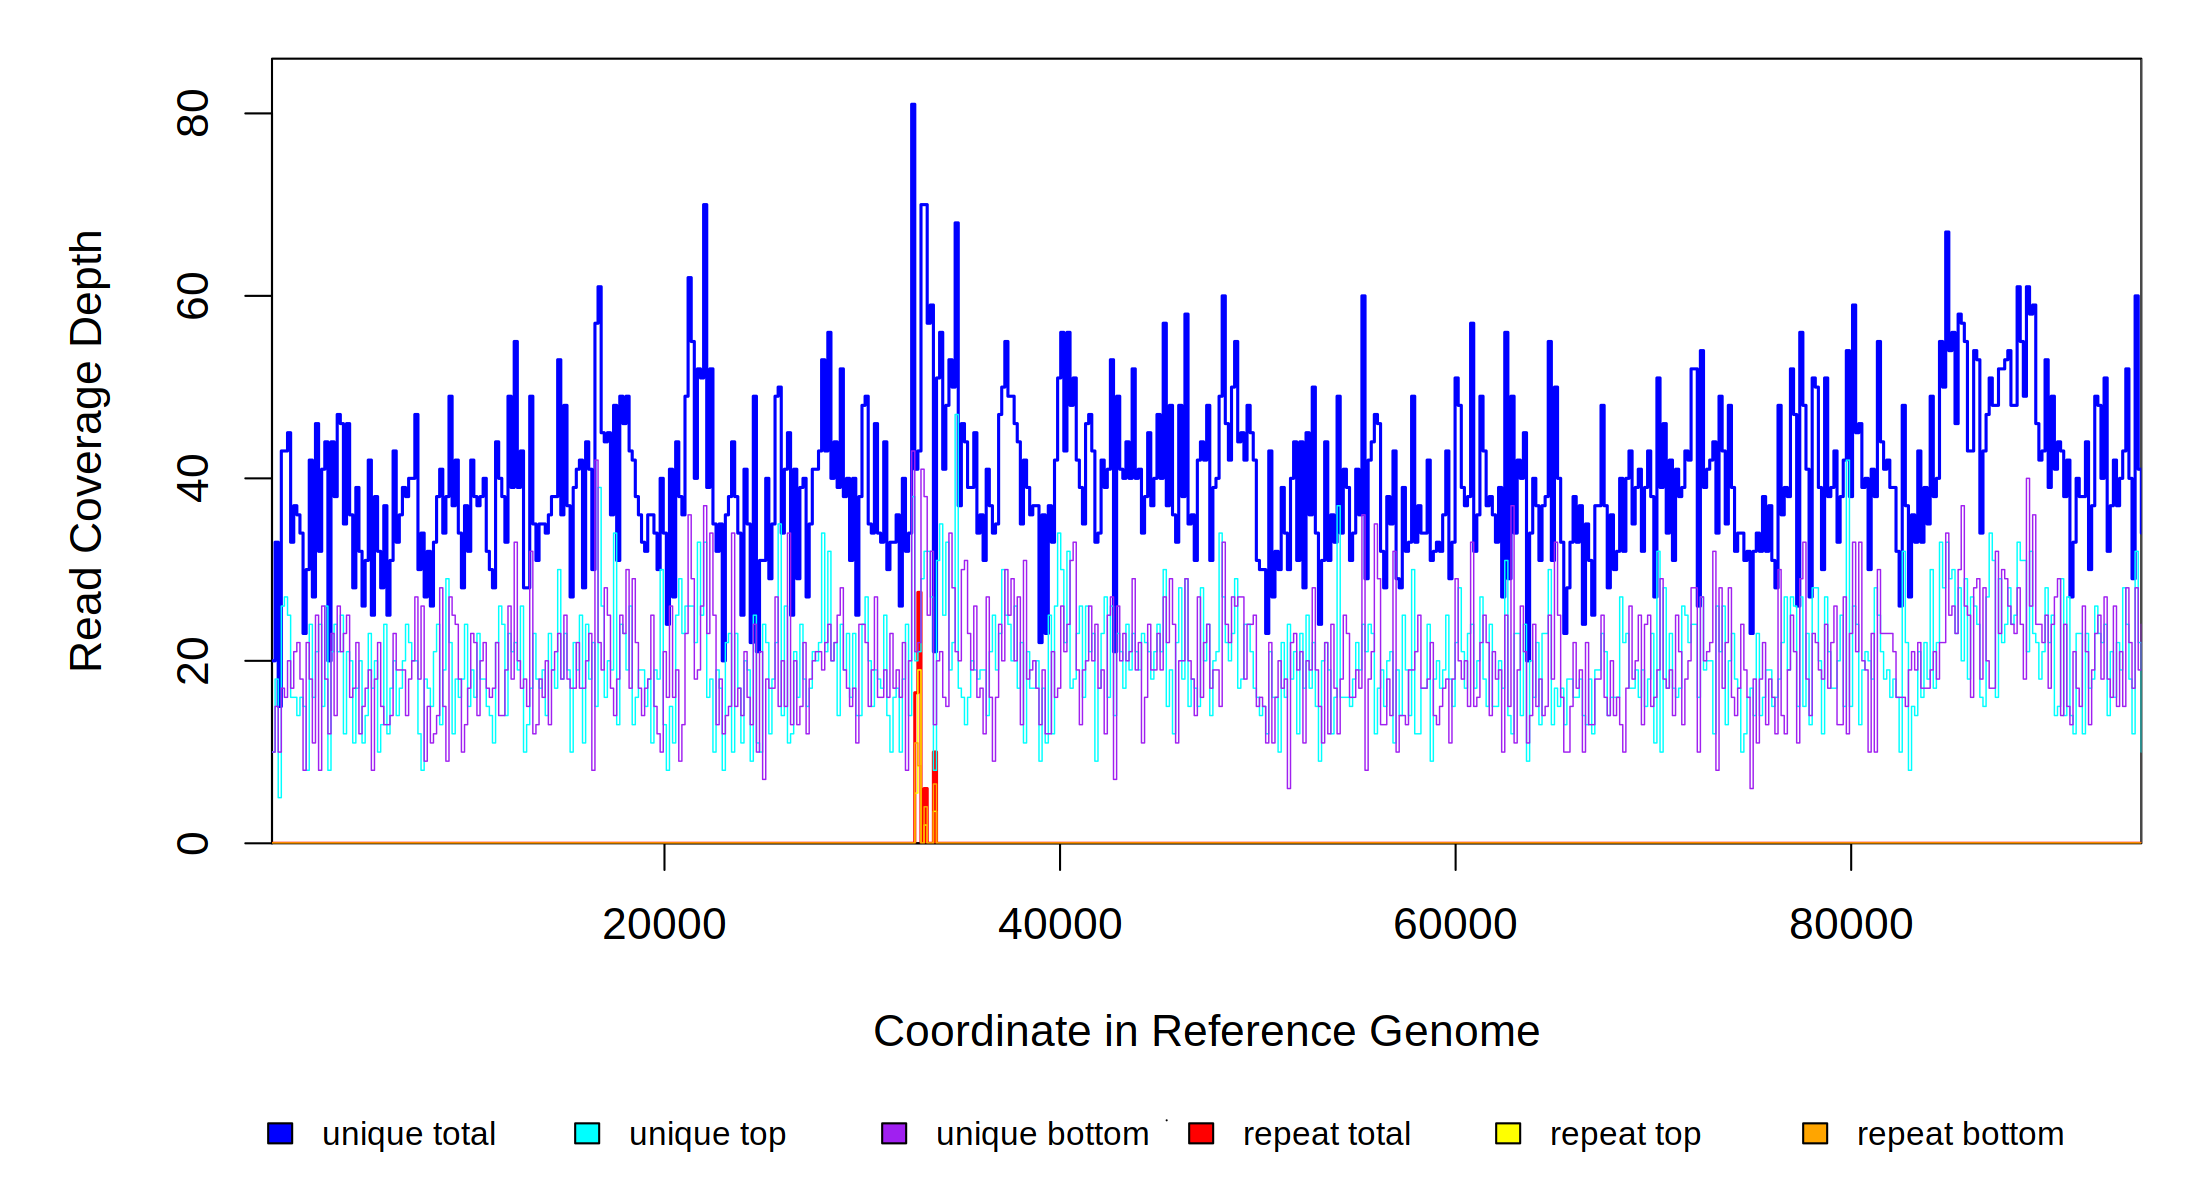 Read Coverage Depth
80
60
40
20
0
20000 40000 60000 80000
Coordinate in Reference Genome
unique total unique top unique bottom repeat total repeat top repeat bottom